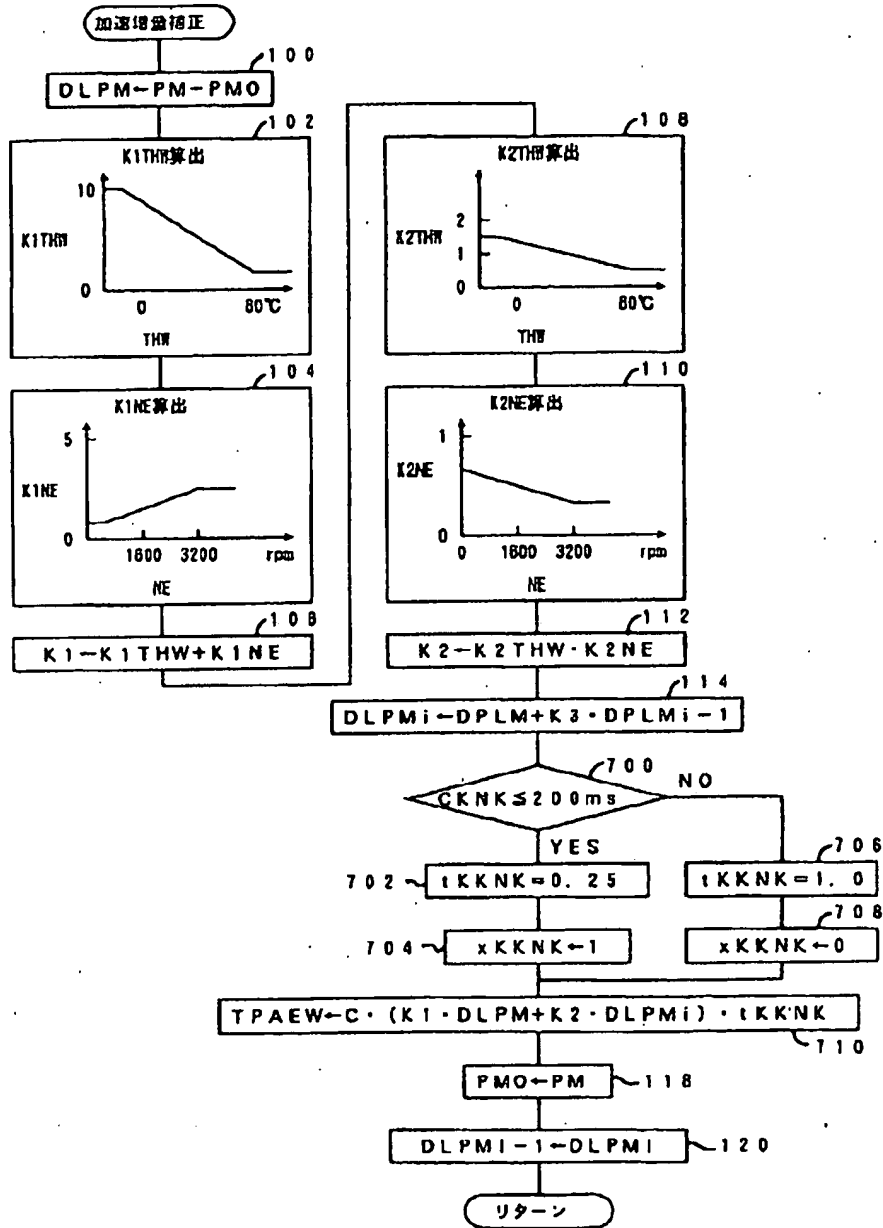 加速増量補正
100
DLPM←PM-PMO
102
K1THW算出
10
K1THW
0
0
80℃
THW
104
K1NE算出
5
K1NE
0
1600
3200
rpm
NE
108
K1←K1THW+K1NE
108
K2THW算出
2
K2THW
1
0
0
80℃
THW
110
K2NE算出
1
K2NE
0
0
1600
3200
rpm
NE
112
K2←K2THW・K2NE
114
DLPMi←DPLM+K3・DPLMi-1
700
CKNK≦200ms
NO
YES
702
tKKNK=0.25
706
tKKNK=1.0
704
xKKNK←1
708
xKKNK←0
TPAEW←C・(K1・DLPM+K2・DLPMi)・tKKNK
710
PMO←PM
118
DLPMi-1←DLPMi
120
リターン